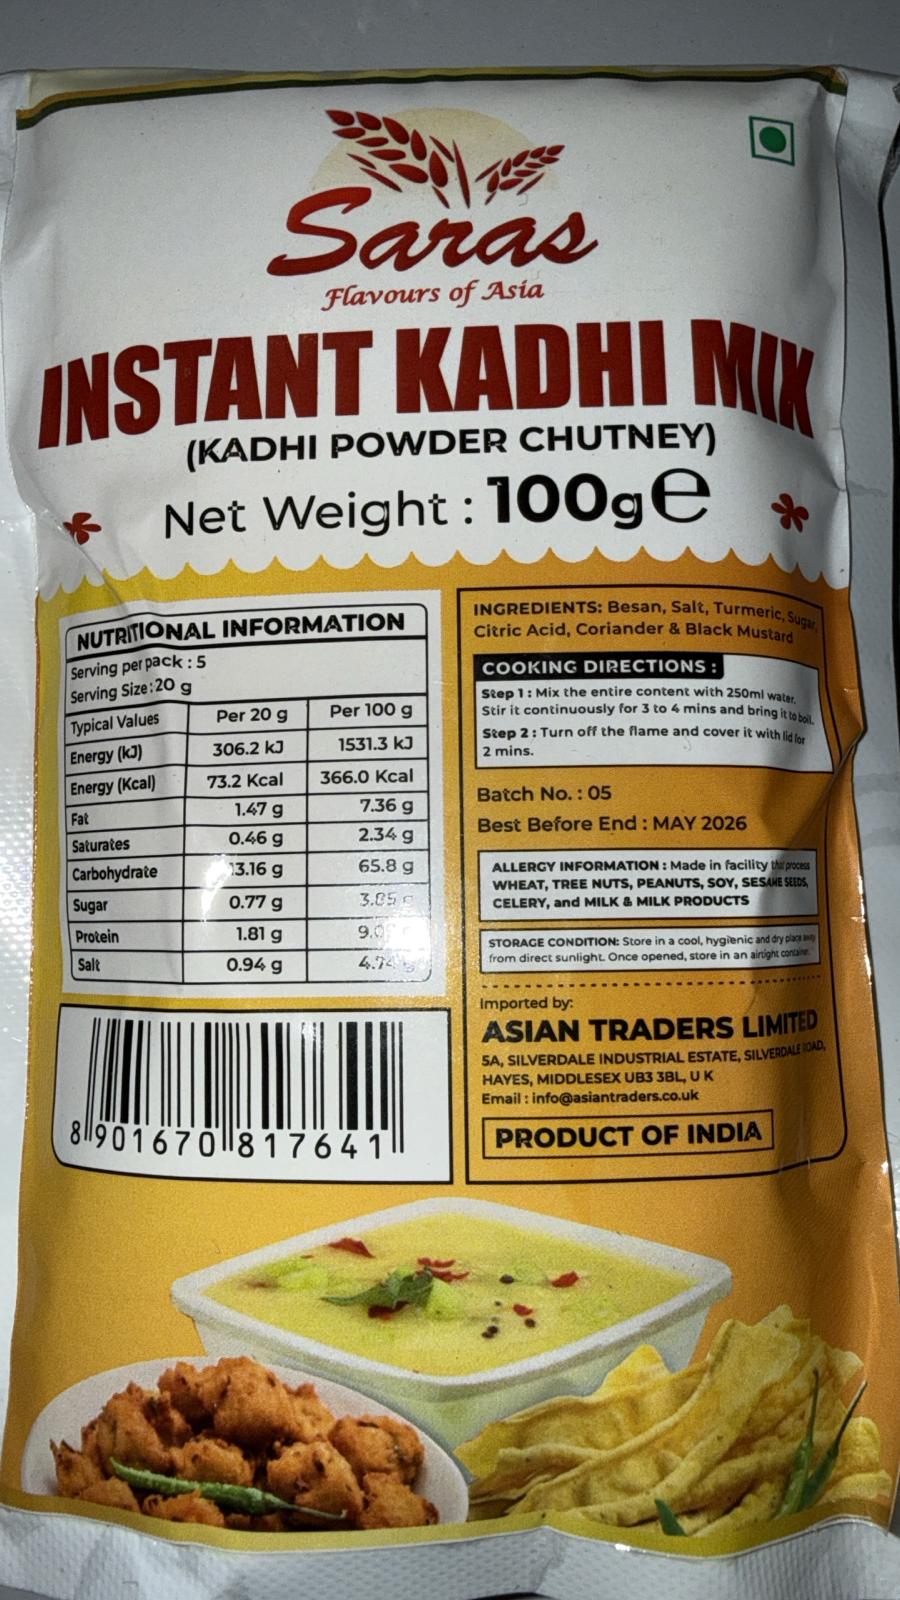 Saras
Flavours of Asia
INSTANT KADHI MIX
(KADHI POWDER CHUTNEY)
Net Weight : 100g℮
NUTRITIONAL INFORMATION
Serving per pack : 5
Serving Size:20 g
Typical Values Per 20 g Per 100 g
Energy (kJ) 306.2 kJ 1531.3 kJ
Energy (Kcal) 73.2 Kcal 366.0 Kcal
Fat 1.47 g 7.36 g
Saturates 0.46 g 2.34 g
Carbohydrate 13.16 g 65.8 g
Sugar 0.77 g
Protein 1.81 g
Salt 0.94 g
8 901670 817641
INGREDIENTS: Besan, Salt, Turmeric, Sugar,
Citric Acid, Coriander & Black Mustard
COOKING DIRECTIONS :
Step 1 : Mix the entire content with 250ml water.
Stir it continuously for 3 to 4 mins and bring it to boil.
Step 2 : Turn off the flame and cover it with lid for
2 mins.
Batch No. : 05
Best Before End : MAY 2026
ALLERGY INFORMATION : Made in facility that process
WHEAT, TREE NUTS, PEANUTS, SOY, SESAME SEEDS,
CELERY, and MILK & MILK PRODUCTS
STORAGE CONDITION: Store in a cool, hygienic and dry place away
from direct sunlight. Once opened, store in an airtight container.
Imported by:
ASIAN TRADERS LIMITED
5A, SILVERDALE INDUSTRIAL ESTATE, SILVERDALE ROAD,
HAYES, MIDDLESEX UB3 3BL, U K
Email : info@asiantraders.co.uk
PRODUCT OF INDIA